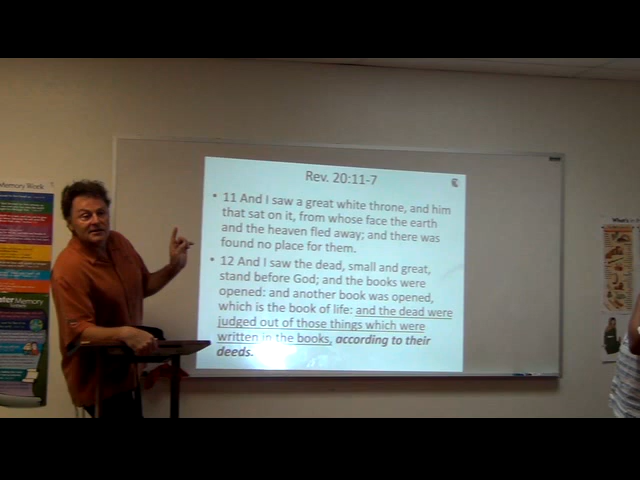 Rev. 20:11-7
• 11 And I saw a great white throne, and him
that sat on it, from whose face the earth
and the heaven fled away; and there was
found no place for them.
• 12 And I saw the dead, small and great,
stand before God; and the books were
opened: and another book was opened,
which is the book of life: and the dead were
judged out of those things which were
written in the books, according to their
deeds.
Memory Work
Memory
What's